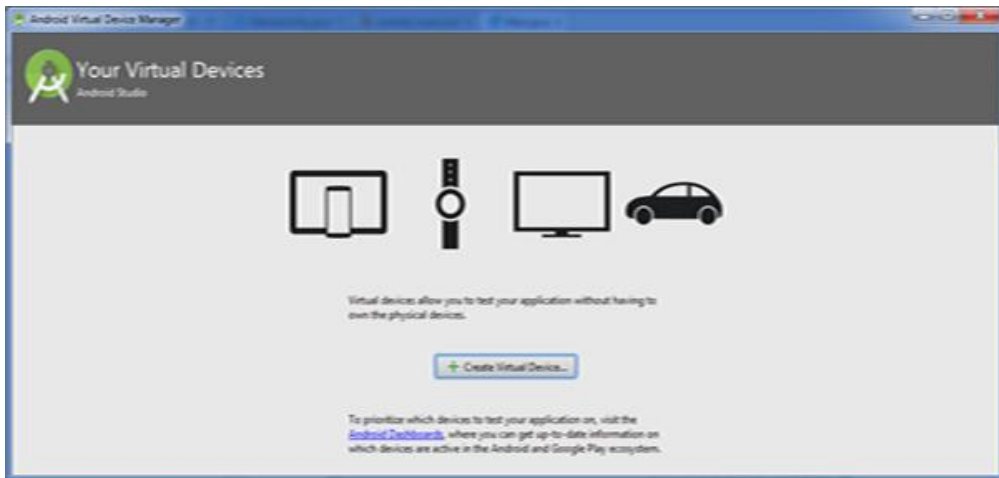 Android Virtual Device Manager
Your Virtual Devices
Android Studio
Virtual devices allow you to test your application without having to
own the physical devices.
+ Create Virtual Device...
To prioritize which devices to test your application on, visit the
Android Dashboards, where you can get up-to-date information on
which devices are active in the Android and Google Play ecosystem.